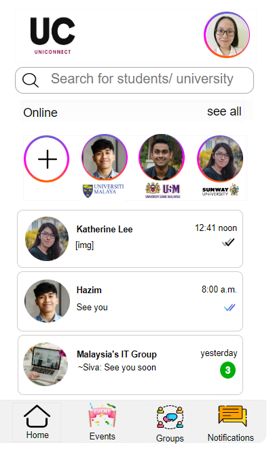 UC
UNICONNECT
Search for students/ university
Online
see all
UNIVERSITI
MALAYA
USM
UNIVERSITI SAINS MALAYSIA
SUNWAY
UNIVERSITY
Katherine Lee
12:41 noon
[img]
Hazim
8:00 a.m.
See you
Malaysia's IT Group
yesterday
~Siva: See you soon
3
Home
Events
Groups
Notifications